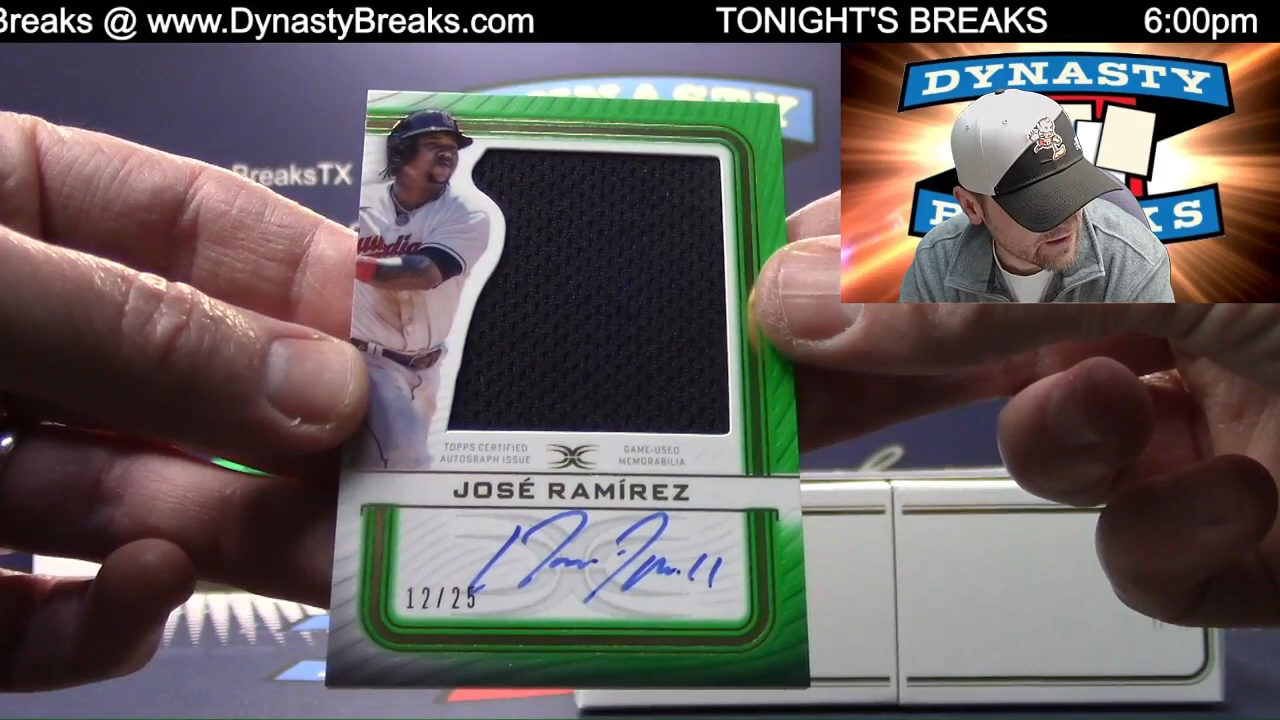 Breaks @ www.DynastyBreaks.com TONIGHT'S BREAKS 6:00pm
DYNASTY
BreaksTX
TOPPS CERTIFIED
AUTOGRAPH ISSUE
GAME-USED
MEMORABILIA
JOSÉ RAMÍREZ
12/25